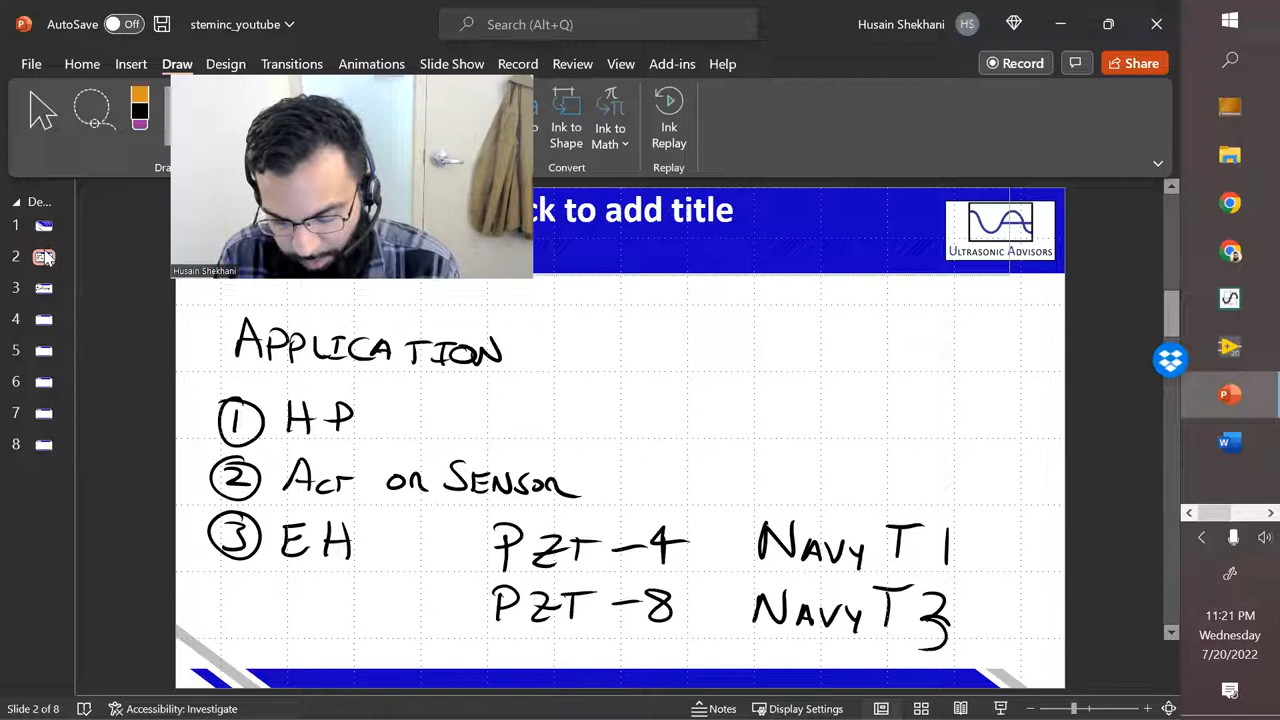 AutoSave Off steminc_youtube Search (Alt+Q) Husain Shekhani HS
File Home Insert Draw Design Transitions Animations Slide Show Record Review View Add-ins Help Record Share
Ink to Shape Ink to Math Ink Replay
Convert Replay
De...
1
2
3
4
5
6
7
8
Husain Shekhani
ck to add title
ULTRASONIC ADVISORS
APPLICATION
1 HP
2 ACT OR SENSOR
3 EH PZT-4 NAVY T 1
PZT-8 NAVY T 3
11:21 PM
Wednesday
7/20/2022
Slide 2 of 8 Accessibility: Investigate Notes Display Settings